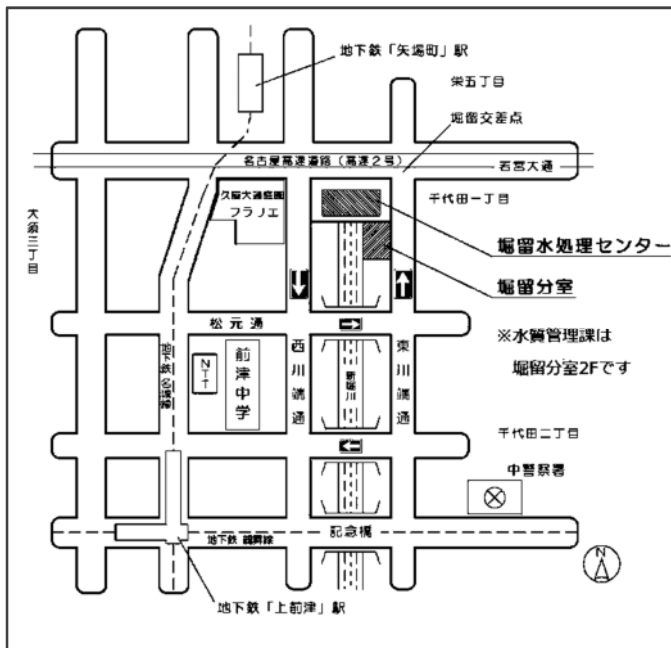 地下鉄「矢場町」駅
栄五丁目
堀留交差点
名古屋高速道路(高速2号)
若宮大通
久屋大通庭園
フラリエ
千代田一丁目
大須三丁目
堀留水処理センター
堀留分室
松元通
※水質管理課は
堀留分室2Fです
地下鉄 名城線
NTT
前津中学
西川端通
新堀川
東川端通
千代田二丁目
中警察署
記念橋
地下鉄 鶴舞線
N
地下鉄「上前津」駅